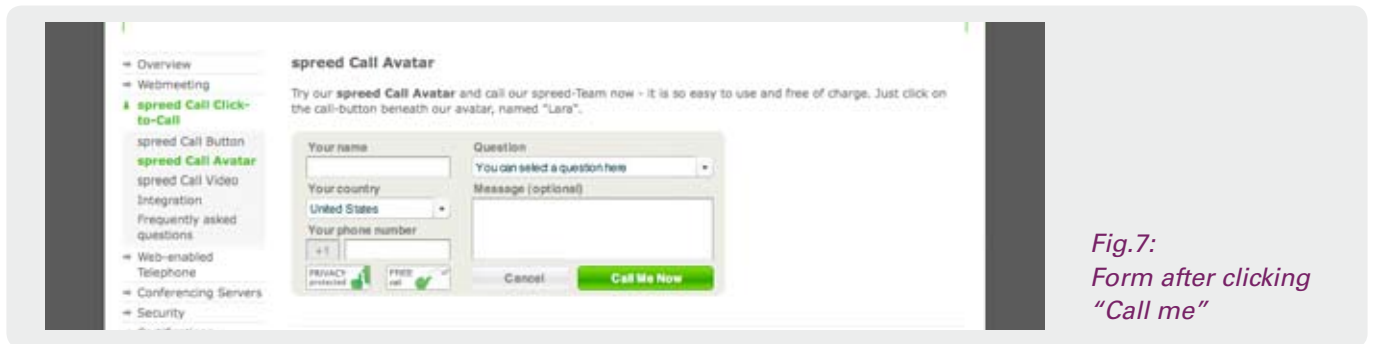 Overview
Webmeeting
spreed Call Click-
to-Call
spreed Call Button
spreed Call Avatar
spreed Call Video
Integration
Frequently asked
questions
Web-enabled
Telephone
Conferencing Servers
Security
spreed Call Avatar
Try our spreed Call Avatar and call our spreed-Team now - it is so easy to use and free of charge. Just click on
the call-button beneath our avatar, named "Lara".
Your name
Your country
United States
Your phone number
+1
PRIVACY
protected
FREE
call
Question
You can select a question here
Message (optional)
Cancel
Call Me Now
Fig.7:
Form after clicking
“Call me”